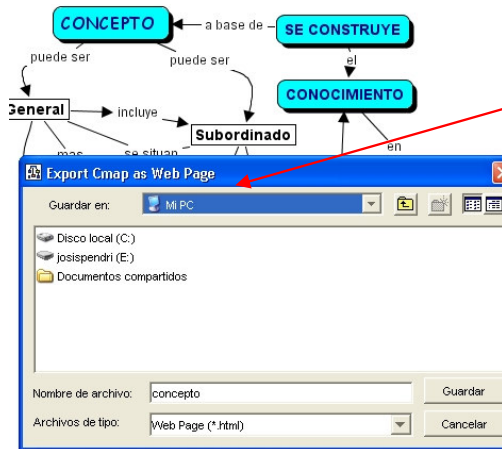 CONCEPTO a base de SE CONSTRUYE
puede ser puede ser el
CONOCIMIENTO
General incluye
Subordinado
mas se situan en
Export Cmap as Web Page
Guardar en: Mi PC
Disco local (C:)
josispendri (E:)
Documentos compartidos
Nombre de archivo: concepto Guardar
Archivos de tipo: Web Page (*.html) Cancelar